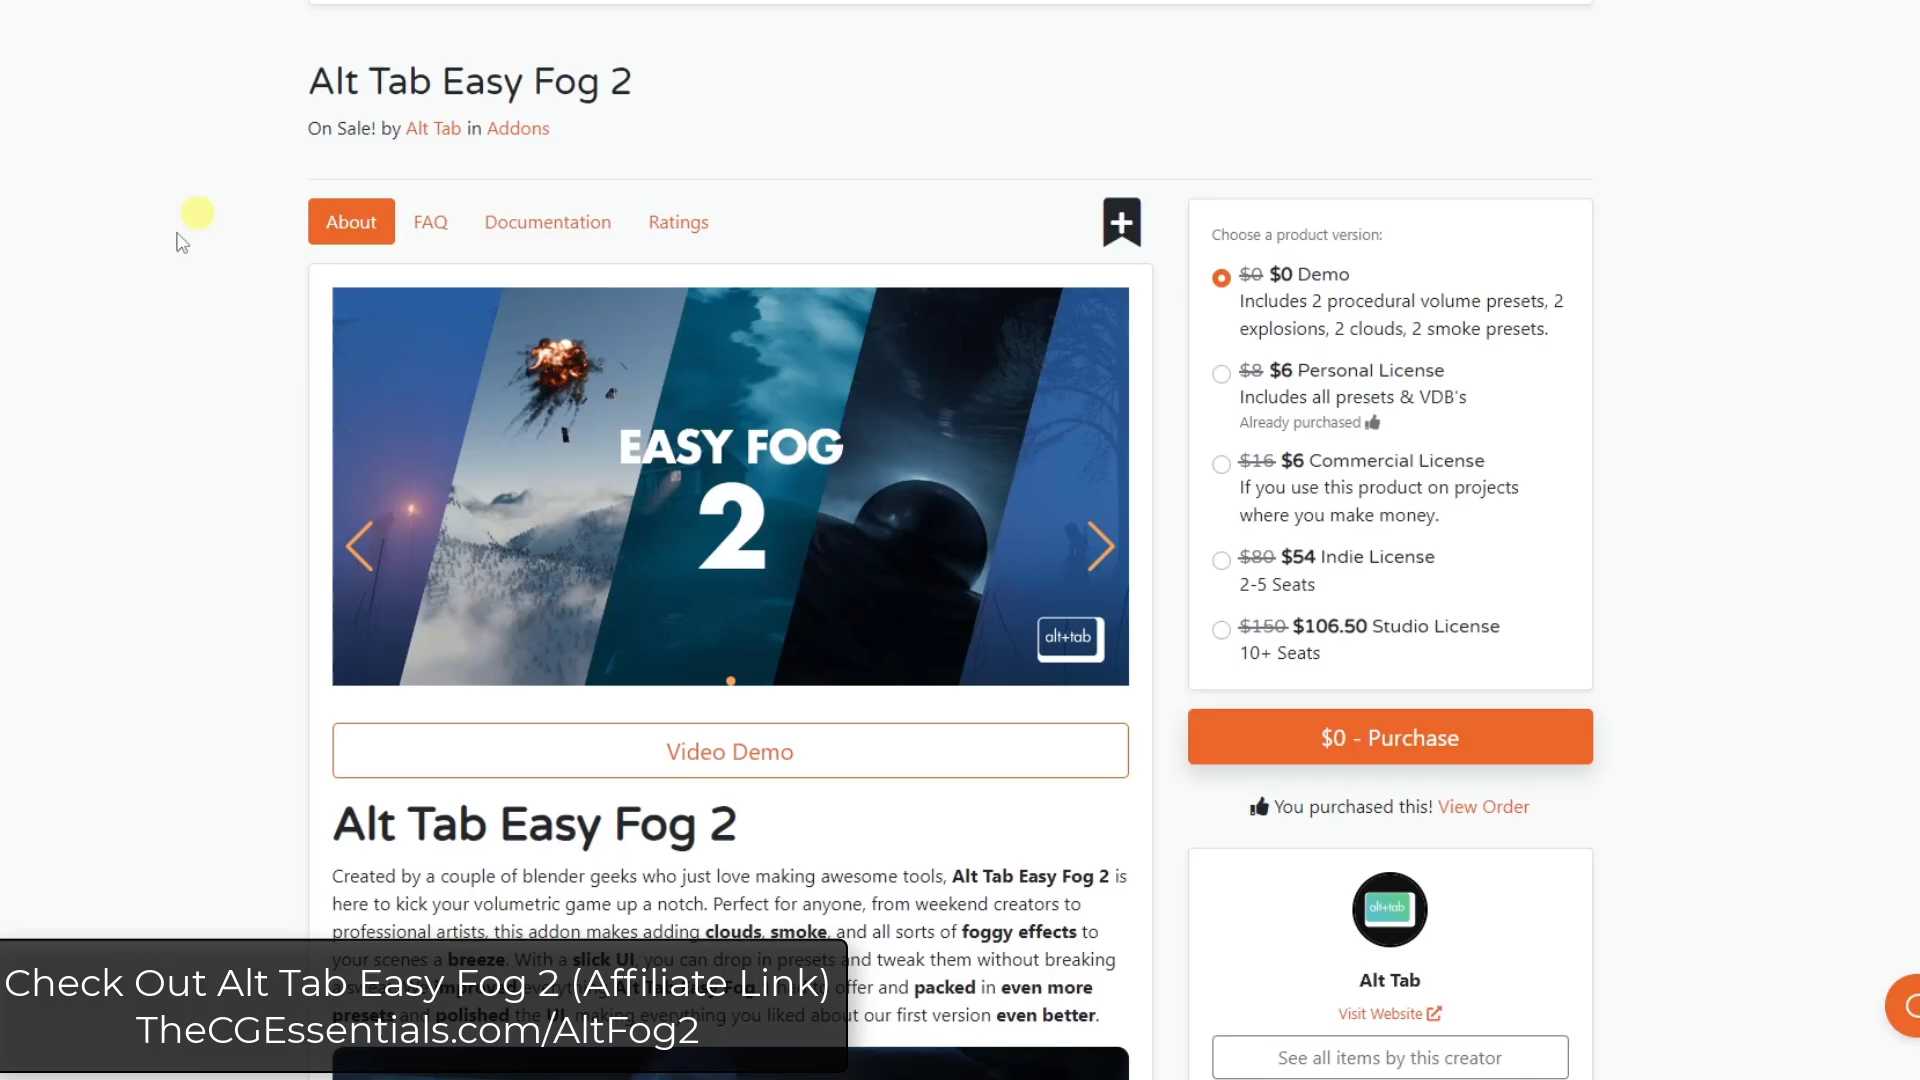 Alt Tab Easy Fog 2
On Sale! by Alt Tab in Addons
About FAQ Documentation Ratings
EASY FOG
2
alt+tab
Video Demo
Alt Tab Easy Fog 2
Created by a couple of blender geeks who just love making awesome tools, Alt Tab Easy Fog 2 is
here to kick your volumetric game up a notch. Perfect for anyone, from weekend creators to
professional artists, this addon makes adding clouds, smoke, and all sorts of foggy effects to
your scenes a breeze. With a slick UI, you can drop in presets and tweak them without breaking
offer and packed in even more
presets and polished the UI, making everything you liked about our first version even better.
Check Out Alt Tab Easy Fog 2 (Affiliate Link)
TheCGEssentials.com/AltFog2
Choose a product version:
$0 $0 Demo
Includes 2 procedural volume presets, 2
explosions, 2 clouds, 2 smoke presets.
$8 $6 Personal License
Includes all presets & VDB's
Already purchased
$16 $6 Commercial License
If you use this product on projects
where you make money.
$80 $54 Indie License
2-5 Seats
$150 $106.50 Studio License
10+ Seats
$0 - Purchase
You purchased this! View Order
alt+tab
Alt Tab
Visit Website
See all items by this creator